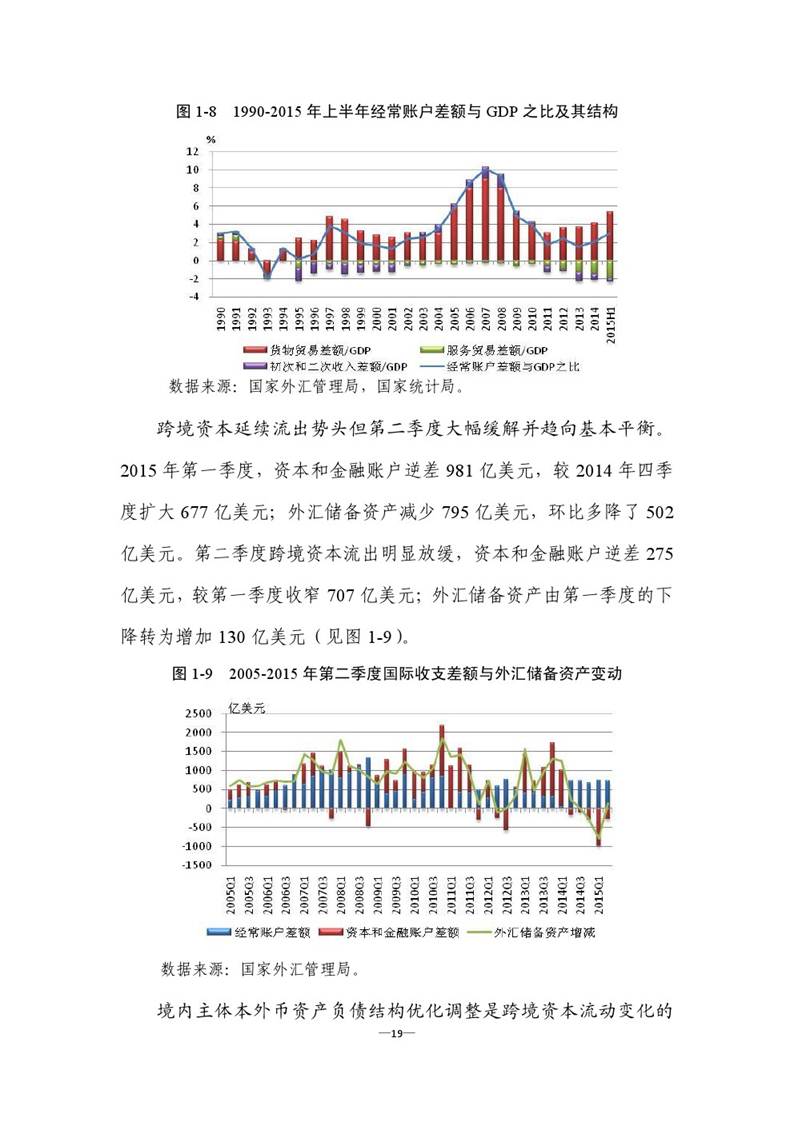 图 1-8 1990-2015 年上半年经常账户差额与 GDP 之比及其结构
%
12
10
8
6
4
2
0
-2
-4
1990 1991 1992 1993 1994 1995 1996 1997 1998 1999 2000 2001 2002 2003 2004 2005 2006 2007 2008 2009 2010 2011 2012 2013 2014 2015H1
货物贸易差额/GDP 服务贸易差额/GDP
初次和二次收入差额/GDP 经常账户差额与GDP之比
数据来源：国家外汇管理局，国家统计局。
跨境资本延续流出势头但第二季度大幅缓解并趋向基本平衡。
2015 年第一季度，资本和金融账户逆差 981 亿美元，较 2014 年四季
度扩大 677 亿美元；外汇储备资产减少 795 亿美元，环比多降了 502
亿美元。第二季度跨境资本流出明显放缓，资本和金融账户逆差 275
亿美元，较第一季度收窄 707 亿美元；外汇储备资产由第一季度的下
降转为增加 130 亿美元（见图 1-9）。
图 1-9 2005-2015 年第二季度国际收支差额与外汇储备资产变动
亿美元
2500
2000
1500
1000
500
0
-500
-1000
-1500
2005Q1 2005Q3 2006Q1 2006Q3 2007Q1 2007Q3 2008Q1 2008Q3 2009Q1 2009Q3 2010Q1 2010Q3 2011Q1 2011Q3 2012Q1 2012Q3 2013Q1 2013Q3 2014Q1 2014Q3 2015Q1
经常账户差额 资本和金融账户差额 外汇储备资产增减
数据来源：国家外汇管理局。
境内主体本外币资产负债结构优化调整是跨境资本流动变化的
—19—